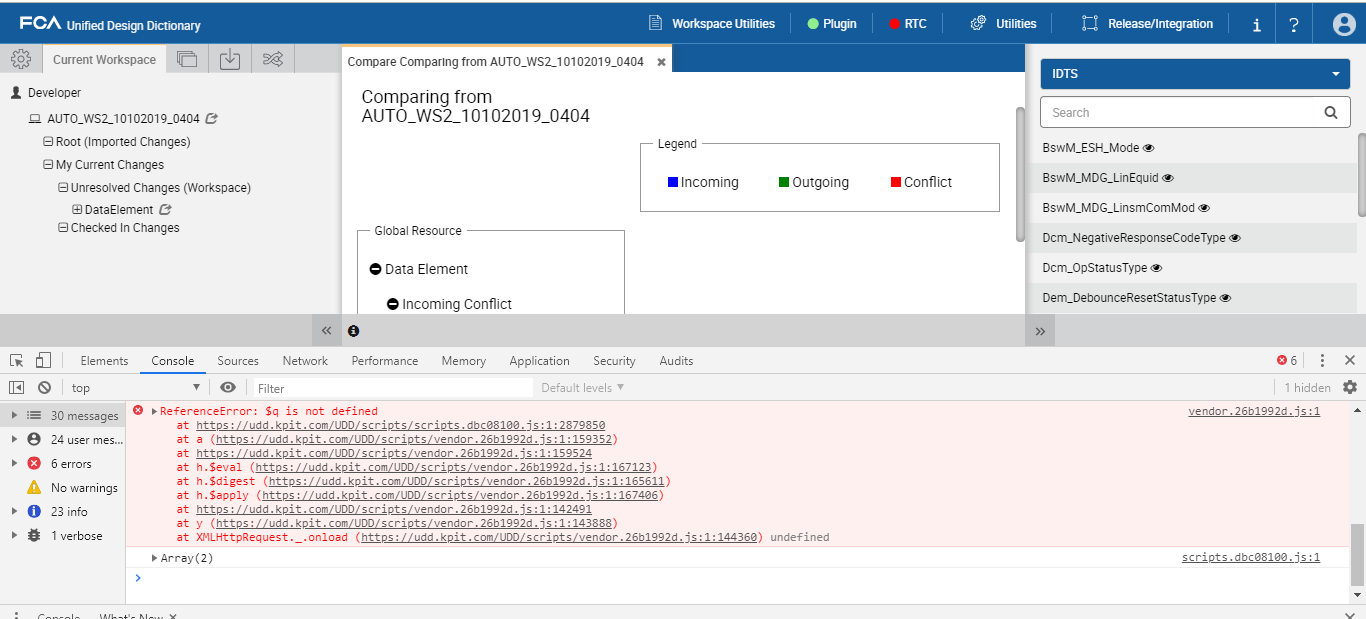 FCA Unified Design Dictionary
Workspace Utilities
Plugin
RTC
Utilities
Release/Integration
i
?
Current Workspace
Compare Comparing from AUTO_WS2_10102019_0404
Developer
AUTO_WS2_10102019_0404
Root (Imported Changes)
My Current Changes
Unresolved Changes (Workspace)
DataElement
Checked In Changes
Comparing from
AUTO_WS2_10102019_0404
Legend
Incoming
Outgoing
Conflict
Global Resource
Data Element
Incoming Conflict
IDTS
Search
BswM_ESH_Mode
BswM_MDG_LinEquid
BswM_MDG_LinsmComMod
Dcm_NegativeResponseCodeType
Dcm_OpStatusType
Dem_DebounceResetStatusType
Elements Console Sources Network Performance Memory Application Security Audits 6
top Filter Default levels 1 hidden
30 messages
24 user mes...
6 errors
No warnings
23 info
1 verbose
ReferenceError: $q is not defined vendor.26b1992d.js:1
at https://udd.kpit.com/UDD/scripts/scripts.dbc08100.js:1:2879850
at a (https://udd.kpit.com/UDD/scripts/vendor.26b1992d.js:1:159352)
at https://udd.kpit.com/UDD/scripts/vendor.26b1992d.js:1:159524
at h.$eval (https://udd.kpit.com/UDD/scripts/vendor.26b1992d.js:1:167123)
at h.$digest (https://udd.kpit.com/UDD/scripts/vendor.26b1992d.js:1:165611)
at h.$apply (https://udd.kpit.com/UDD/scripts/vendor.26b1992d.js:1:167406)
at https://udd.kpit.com/UDD/scripts/vendor.26b1992d.js:1:142491
at y (https://udd.kpit.com/UDD/scripts/vendor.26b1992d.js:1:143888)
at XMLHttpRequest._.onload (https://udd.kpit.com/UDD/scripts/vendor.26b1992d.js:1:144360) undefined
Array(2) scripts.dbc08100.js:1
Console What's New